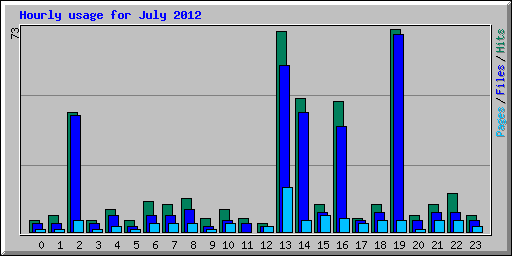 Hourly usage for July 2012
73
Pages / Files / Hits
0 1 2 3 4 5 6 7 8 9 10 11 12 13 14 15 16 17 18 19 20 21 22 23